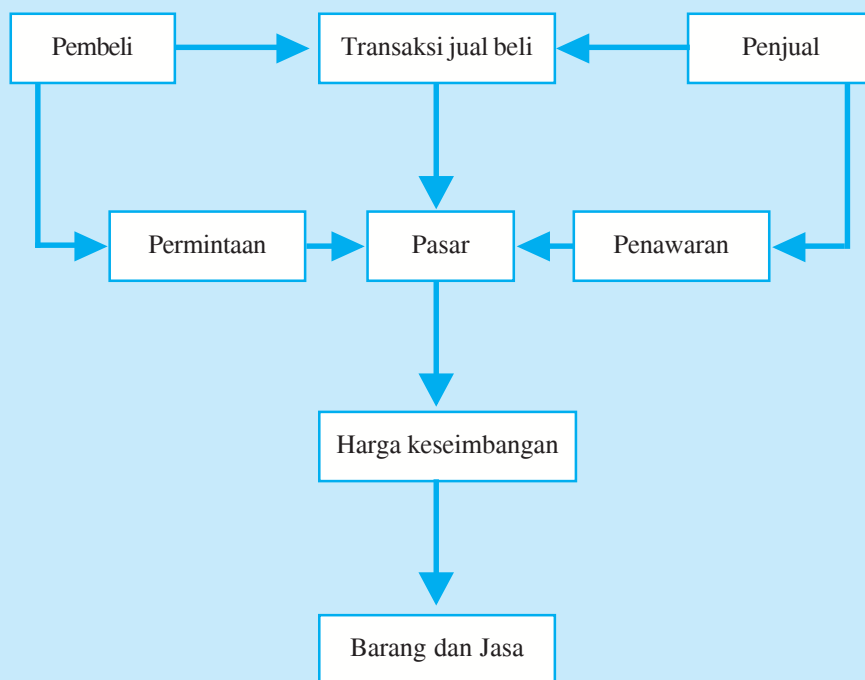 Pembeli
Transaksi jual beli
Penjual
Permintaan
Pasar
Penawaran
Harga keseimbangan
Barang dan Jasa